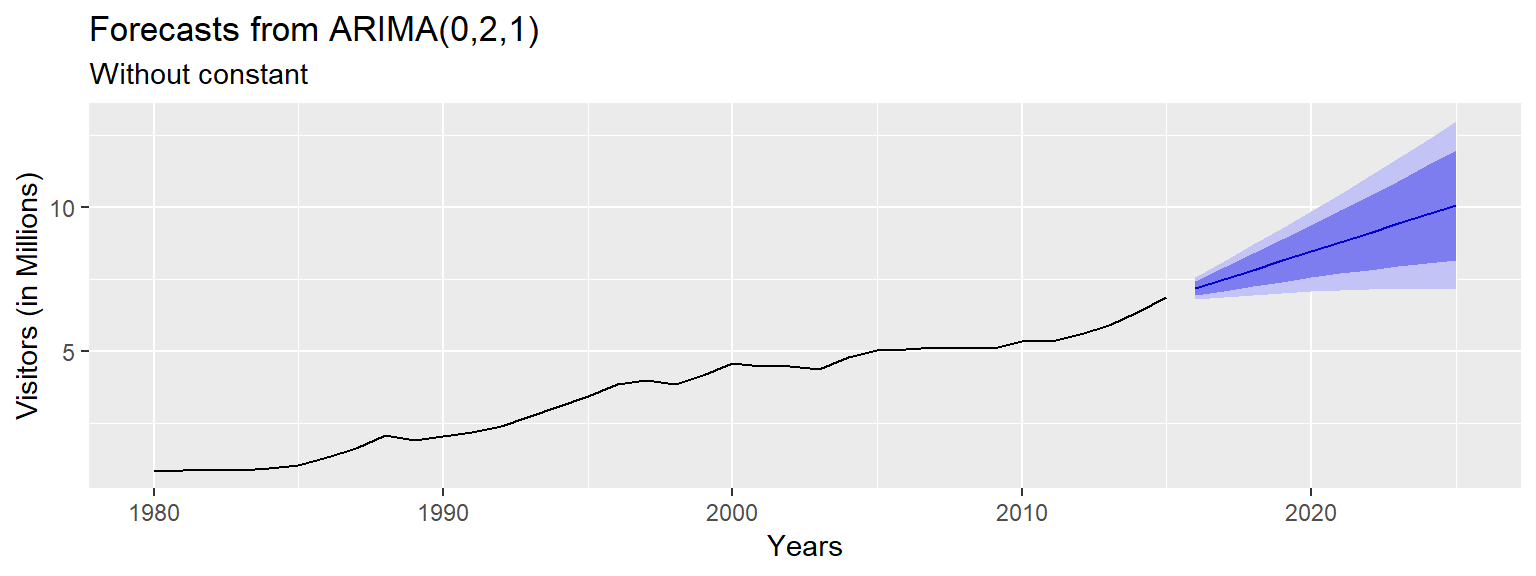 Forecasts from ARIMA(0,2,1)
Without constant
Visitors (in Millions)
10
5
1980 1990 2000 2010 2020
Years